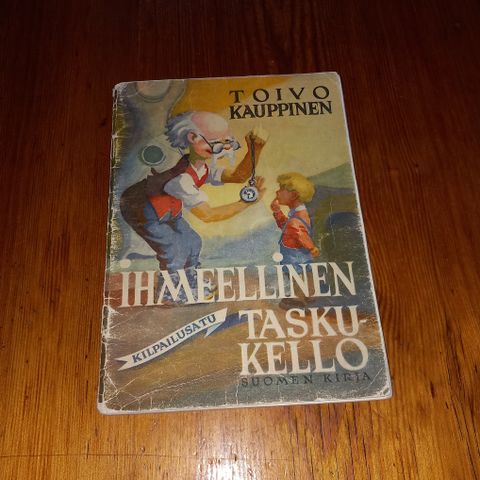 TOIVO
KAUPPINEN
IHMEELLINEN
KILPAILUSATU
TASKU-
KELLO
SUOMEN KIRJA